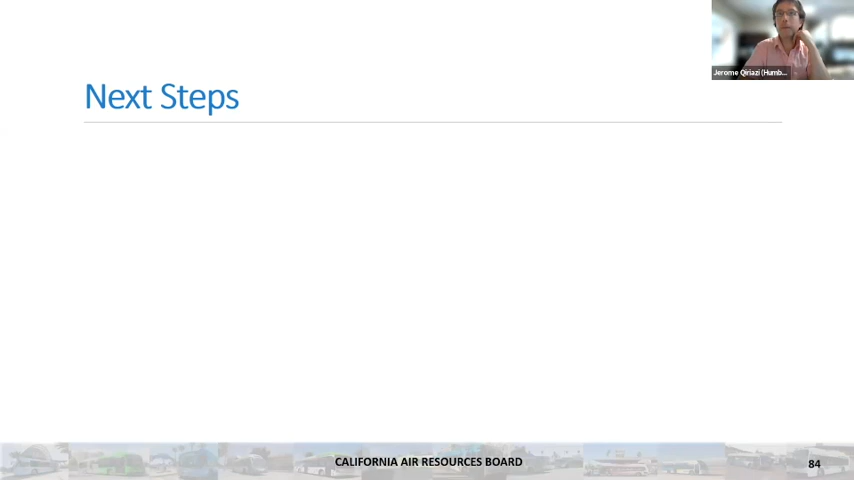 Jerome Qiriazi (Humb...
Next Steps
CALIFORNIA AIR RESOURCES BOARD
84